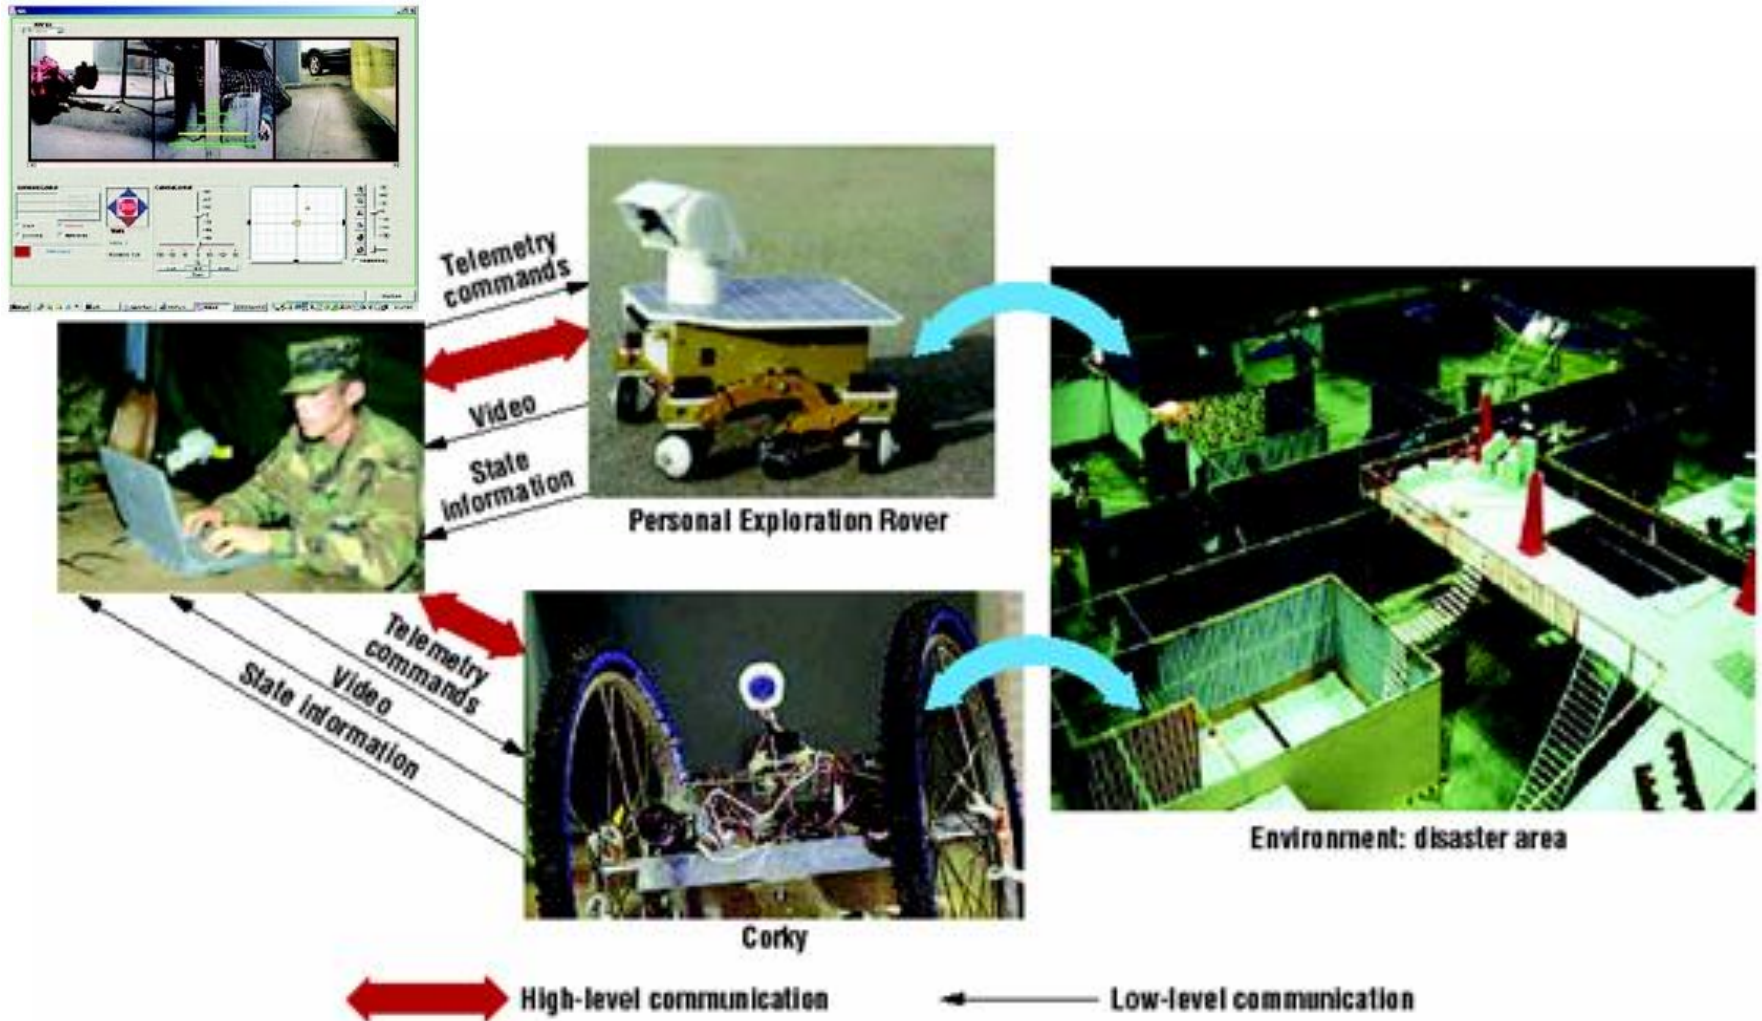 Telemetry
commands
Video
State
information
Personal Exploration Rover
Telemetry
commands
Video
State information
Corky
Environment: disaster area
High-level communication
Low-level communication